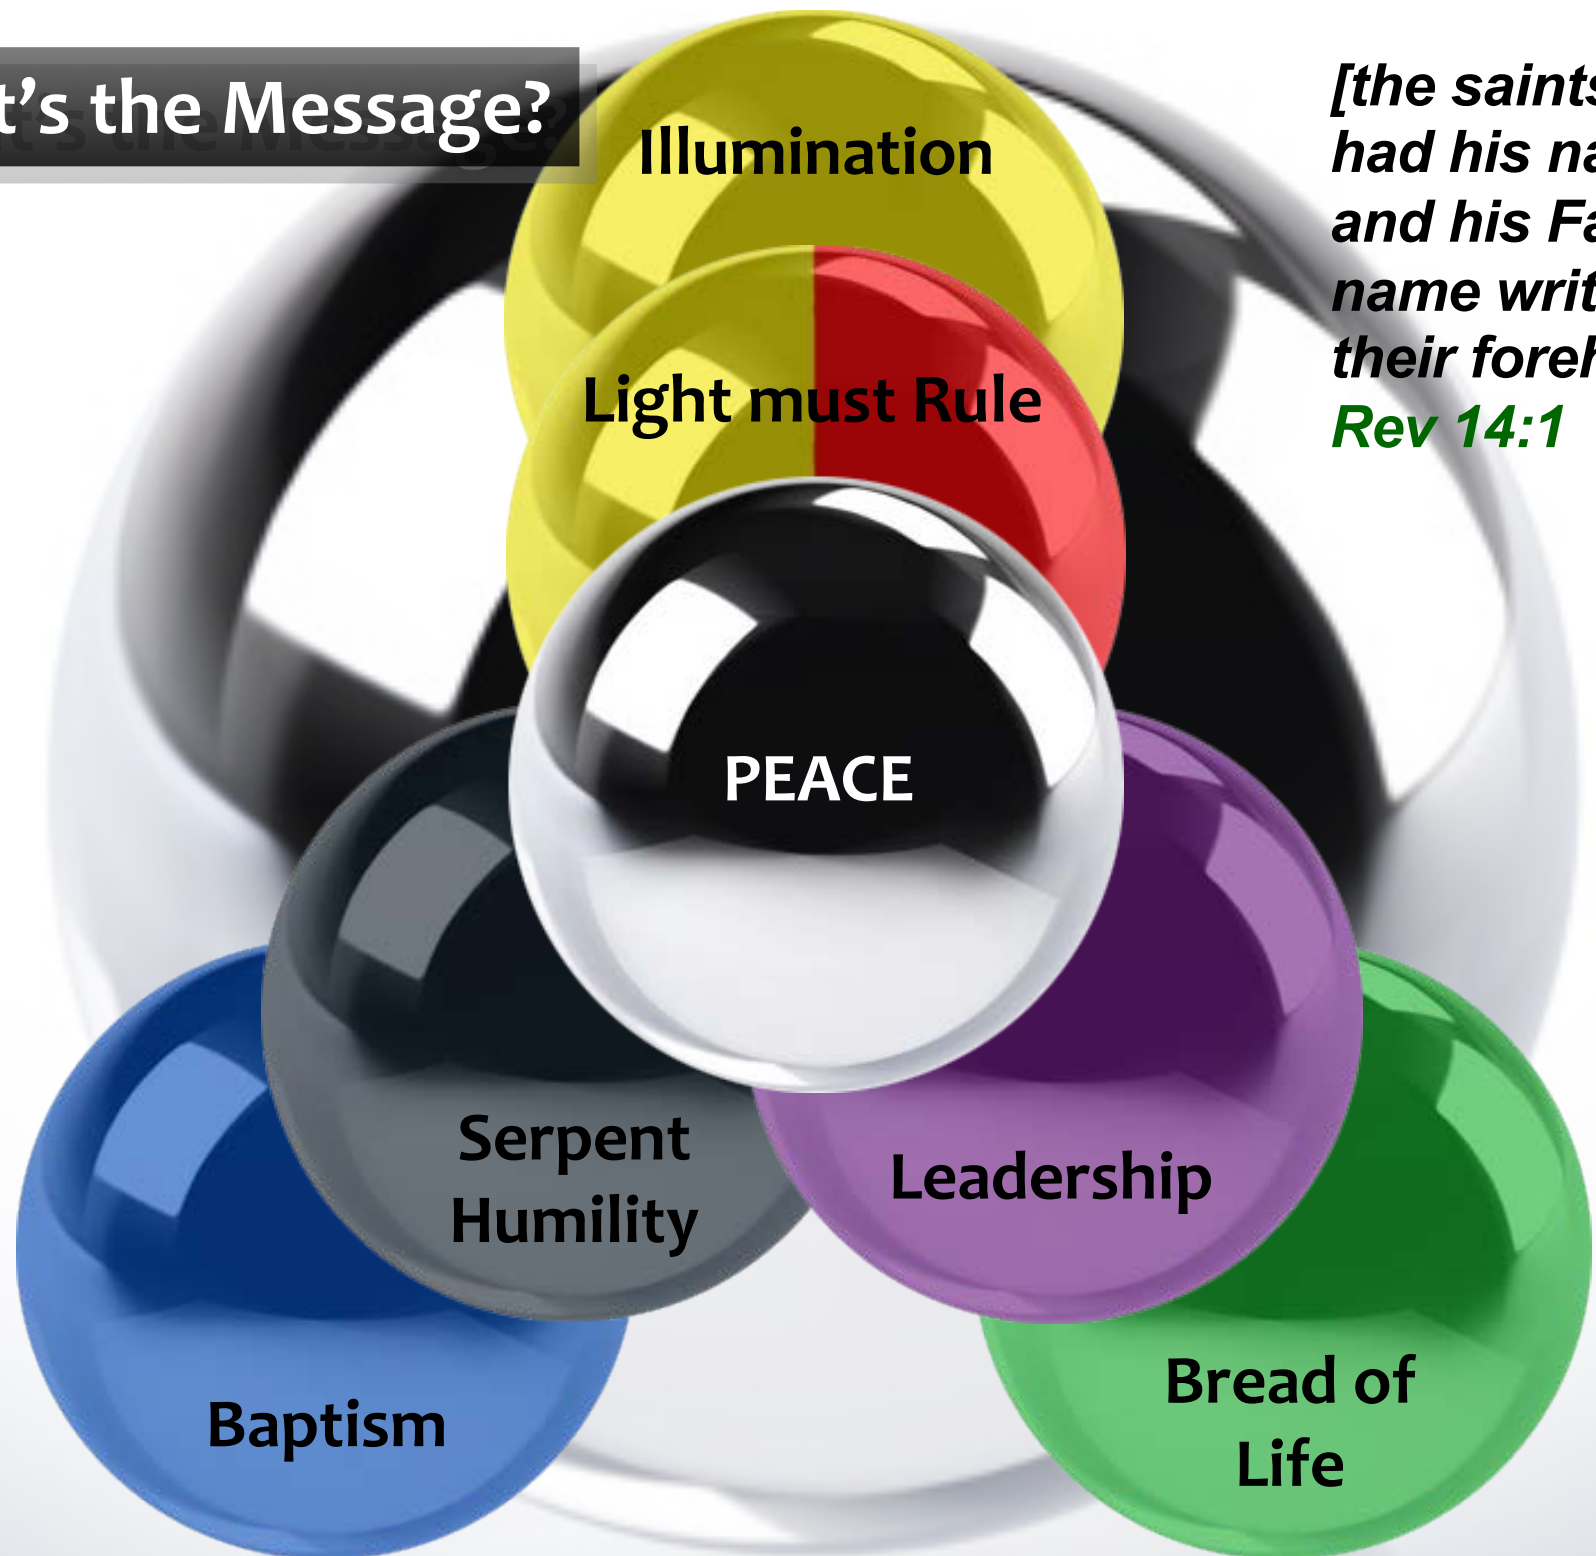 t's the Message?
Illumination
Light must Rule
PEACE
Serpent
Humility
Leadership
Baptism
Bread of
Life
[the saints
had his na
and his Fa
name writ
their foreh
Rev 14:1